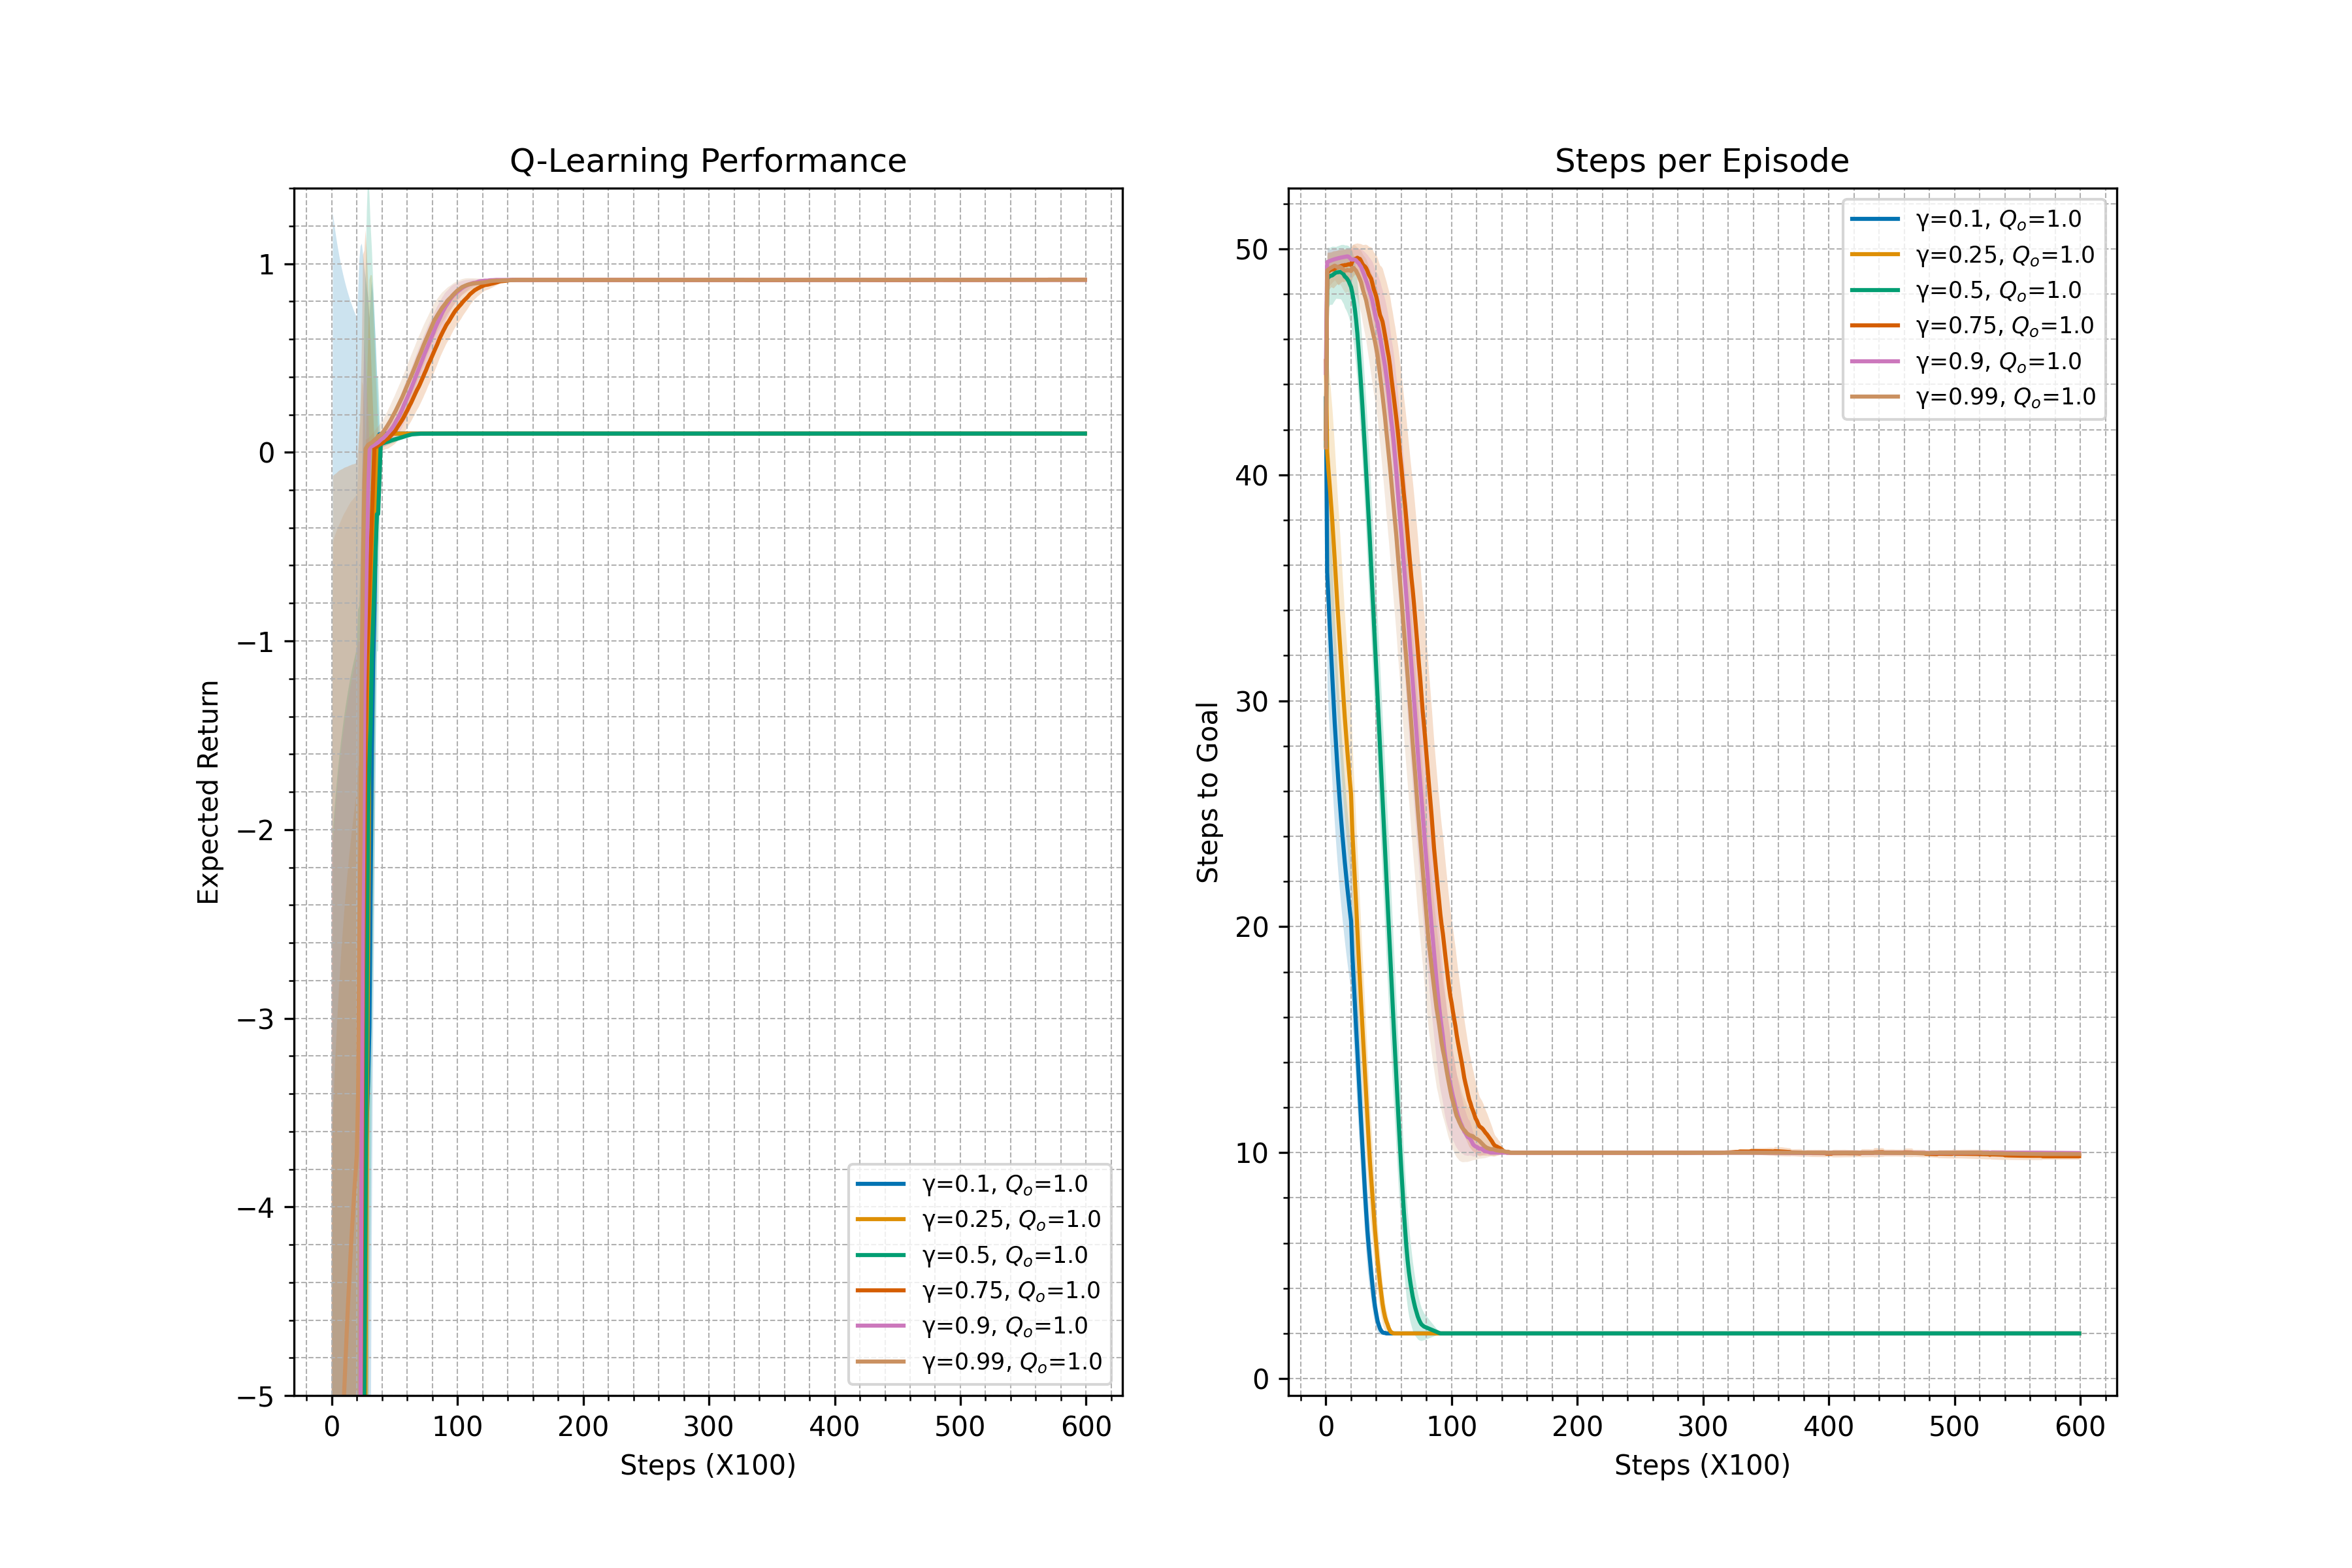 Q-Learning Performance
Expected Return
1
0
−1
−2
−3
−4
−5
0 100 200 300 400 500 600
Steps (X100)
γ=0.1, Qo=1.0
γ=0.25, Qo=1.0
γ=0.5, Qo=1.0
γ=0.75, Qo=1.0
γ=0.9, Qo=1.0
γ=0.99, Qo=1.0
Steps per Episode
Steps to Goal
50
40
30
20
10
0
0 100 200 300 400 500 600
Steps (X100)
γ=0.1, Qo=1.0
γ=0.25, Qo=1.0
γ=0.5, Qo=1.0
γ=0.75, Qo=1.0
γ=0.9, Qo=1.0
γ=0.99, Qo=1.0